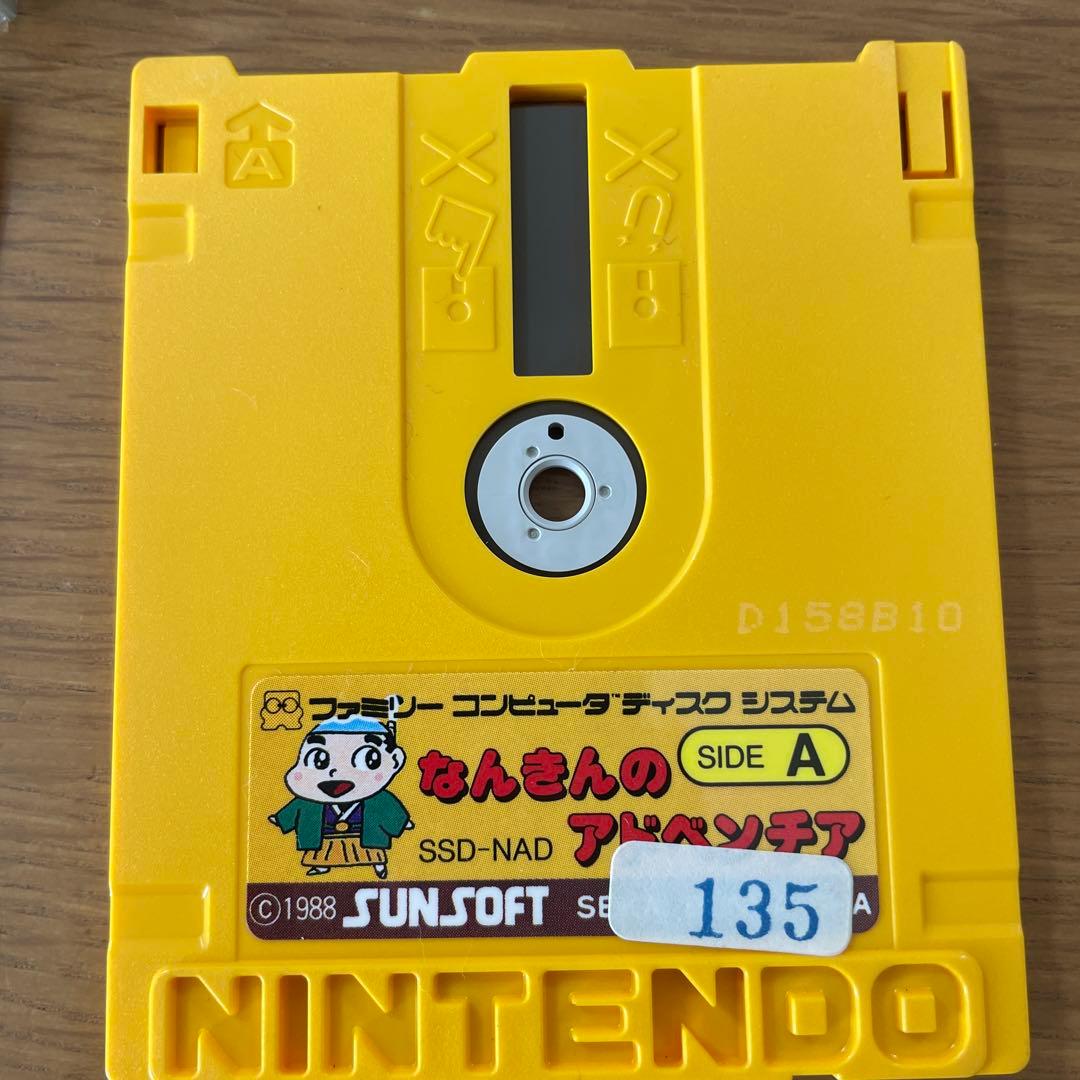 A
D158B10
ファミリー コンピュータ ディスク システム
なんきんの
SIDE A
SSD-NAD アドベンチア
©1988 SUNSOFT
135
A
NINTENDO